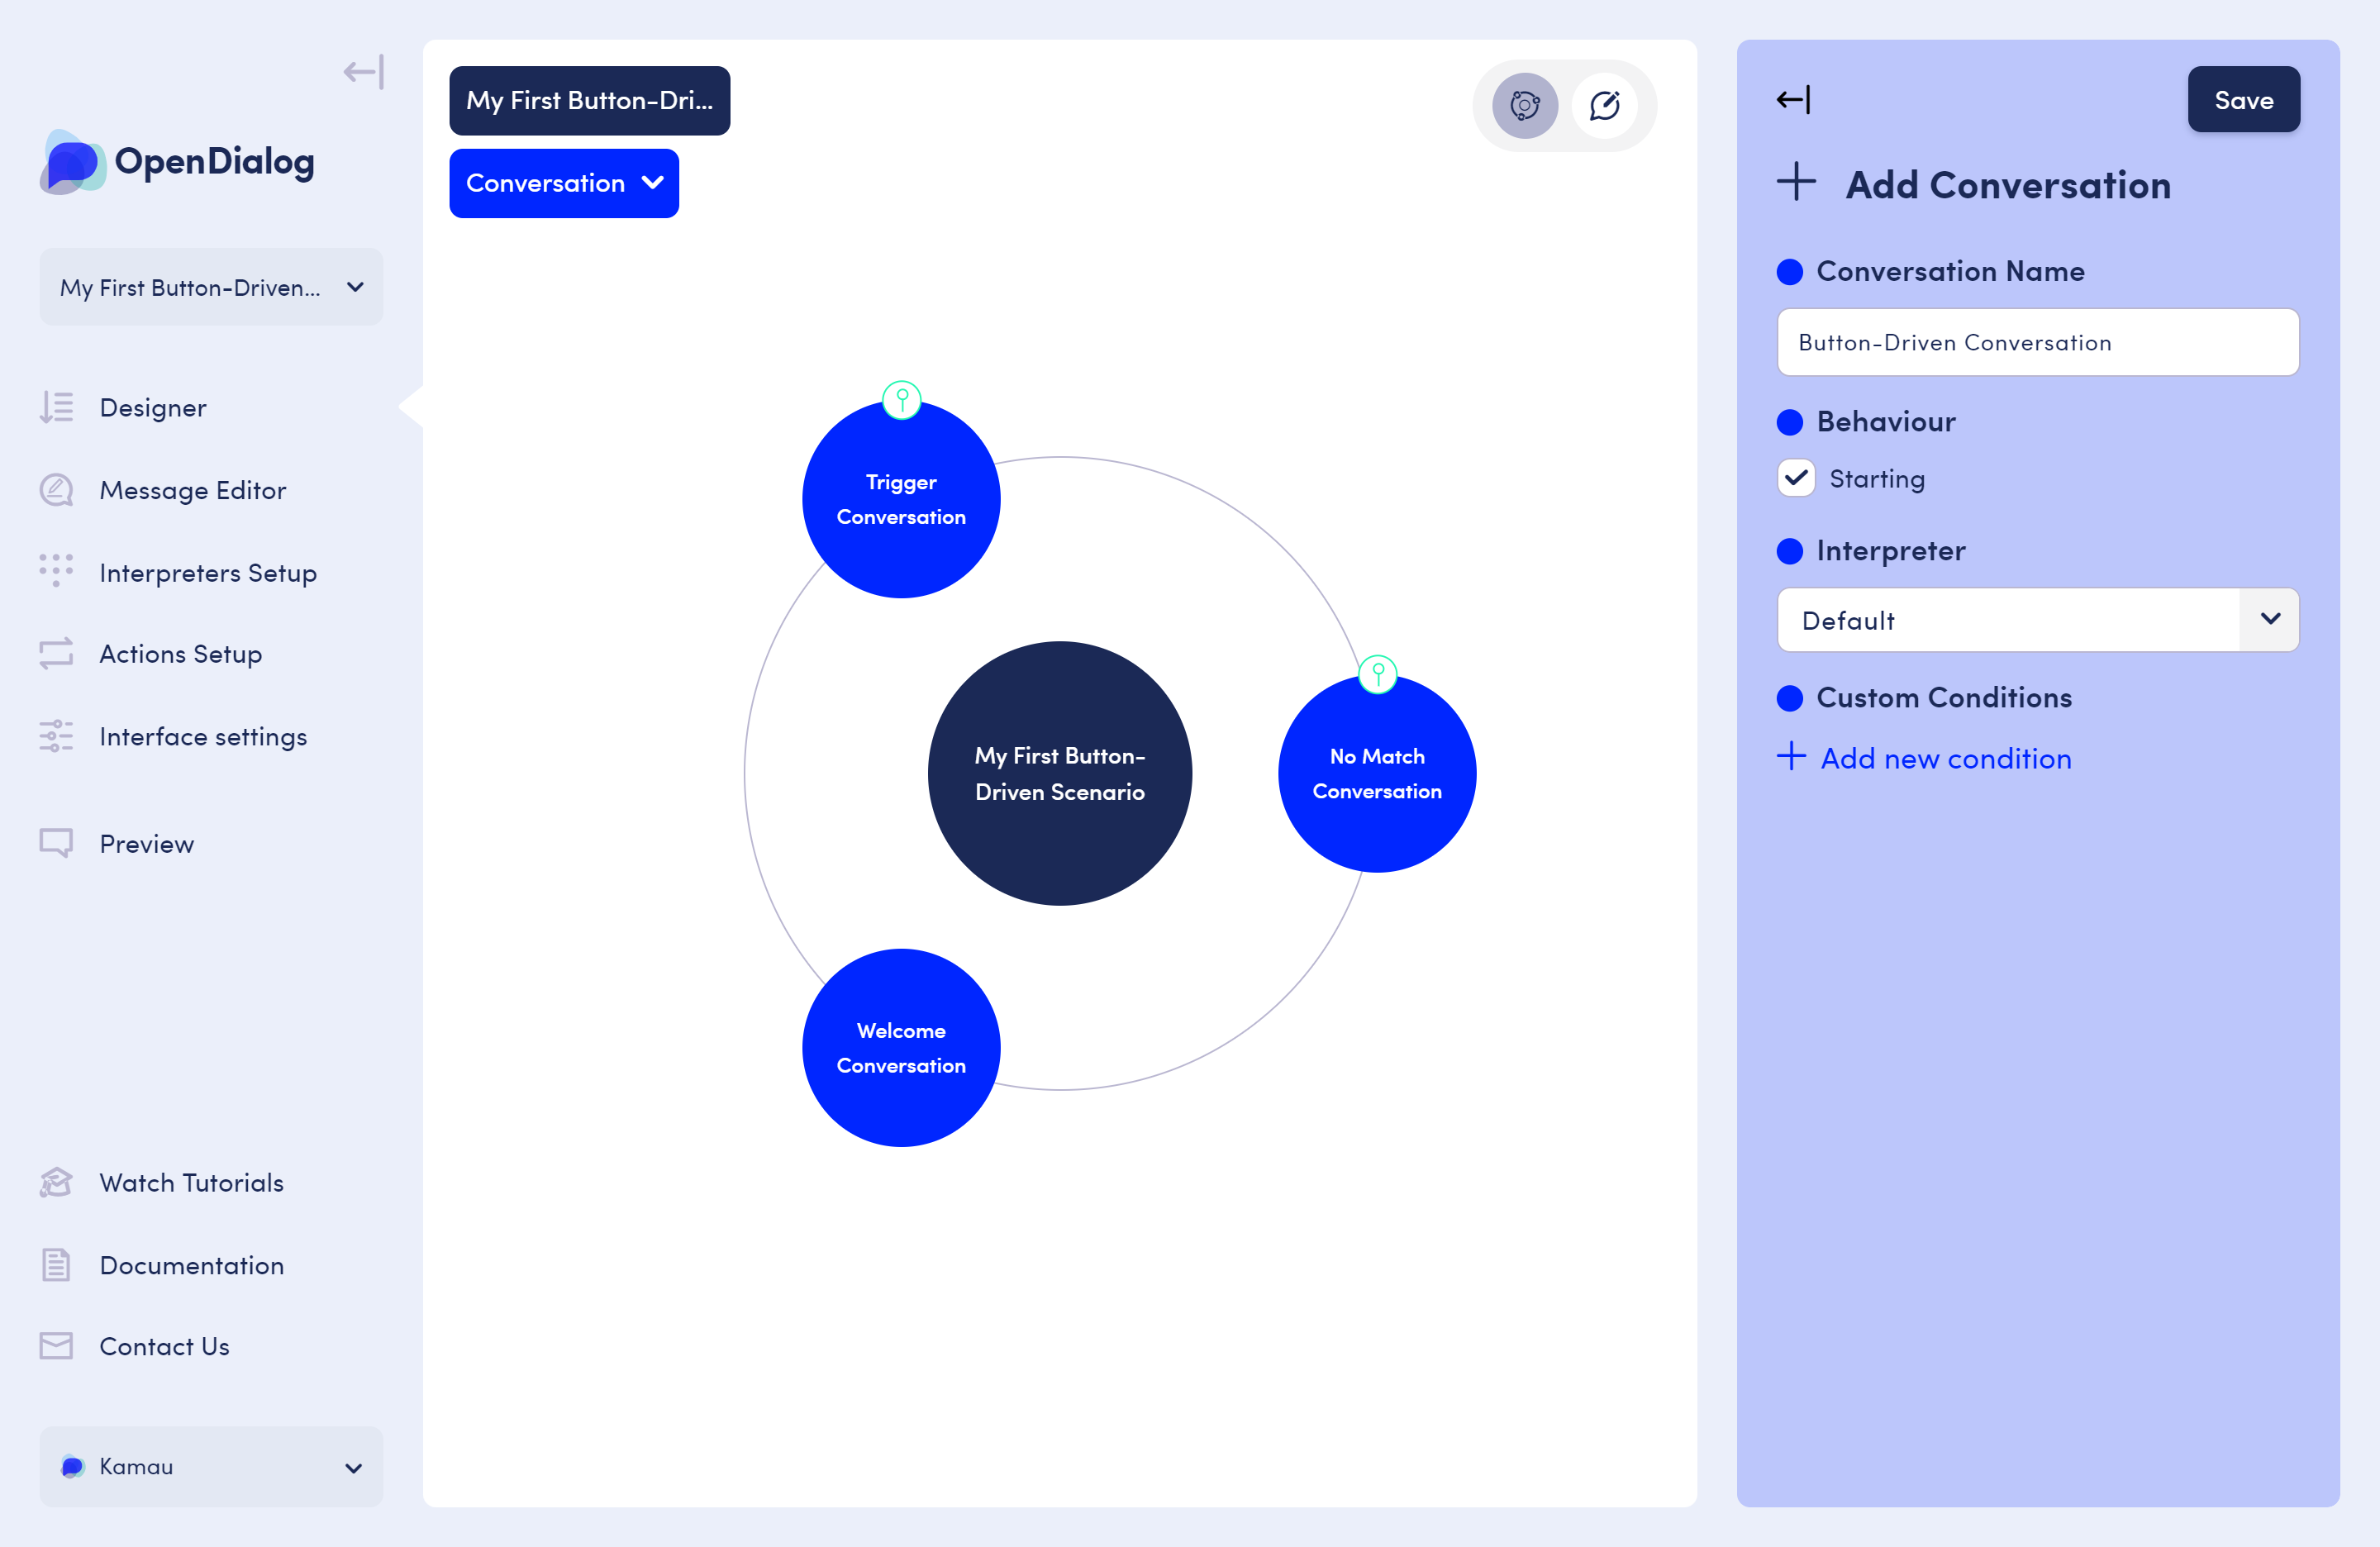 OpenDialog
My First Button-Driven...
Designer
Message Editor
Interpreters Setup
Actions Setup
Interface settings
Preview
Watch Tutorials
Documentation
Contact Us
Kamau
My First Button-Dri...
Conversation
Trigger
Conversation
My First Button-
Driven Scenario
No Match
Conversation
Welcome
Conversation
Save
Add Conversation
Conversation Name
Button-Driven Conversation
Behaviour
Starting
Interpreter
Default
Custom Conditions
Add new condition